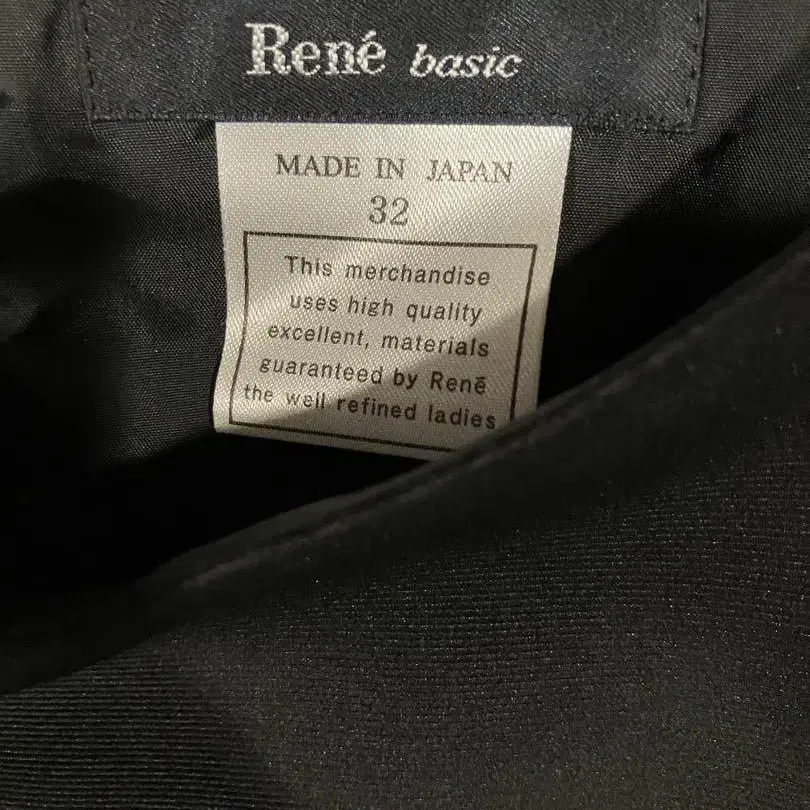 René basic
MADE IN JAPAN
32
This merchandise
uses high quality
excellent, materials
guaranteed by René
the well refined ladies